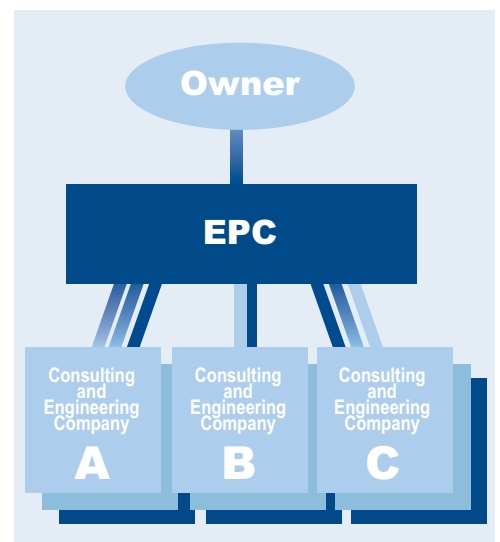 Owner
EPC
Consulting
and
Engineering
Company
A
Consulting
and
Engineering
Company
B
Consulting
and
Engineering
Company
C